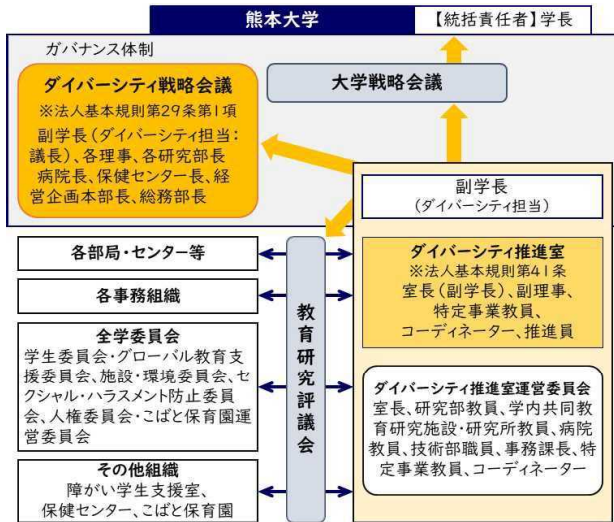 熊本大学
【統括責任者】学長
ガバナンス体制
ダイバーシティ戦略会議
※法人基本規則第29条第1項
副学長(ダイバーシティ担当:
議長)、各理事、各研究部長
病院長、保健センター長、経
営企画本部長、総務部長
大学戦略会議
副学長
(ダイバーシティ担当)
各部局・センター等
各事務組織
全学委員会
学生委員会・グローバル教育支
援委員会、施設・環境委員会、セ
クシャル・ハラスメント防止委員
会、人権委員会・こばと保育園運
営委員会
その他組織
障がい学生支援室、
保健センター、こばと保育園
教育研究評議会
ダイバーシティ推進室
※法人基本規則第41条
室長(副学長)、副理事、
特定事業教員、
コーディネーター、推進員
ダイバーシティ推進室運営委員会
室長、研究部教員、学内共同教
育研究施設・研究所教員、病院
教員、技術部職員、事務課長、特
定事業教員、コーディネーター